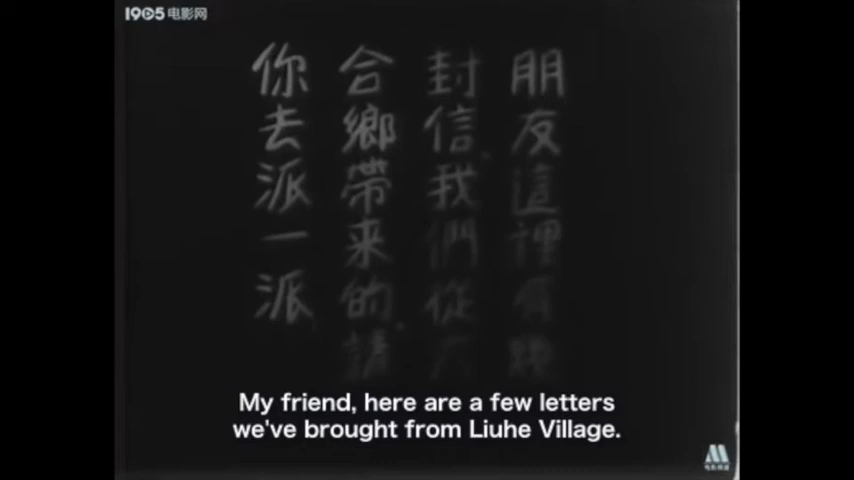 1905电影网
朋友這裡有幾
封信我們從六
合鄉帶来的請
你去派一派
My friend, here are a few letters
we've brought from Liuhe Village.